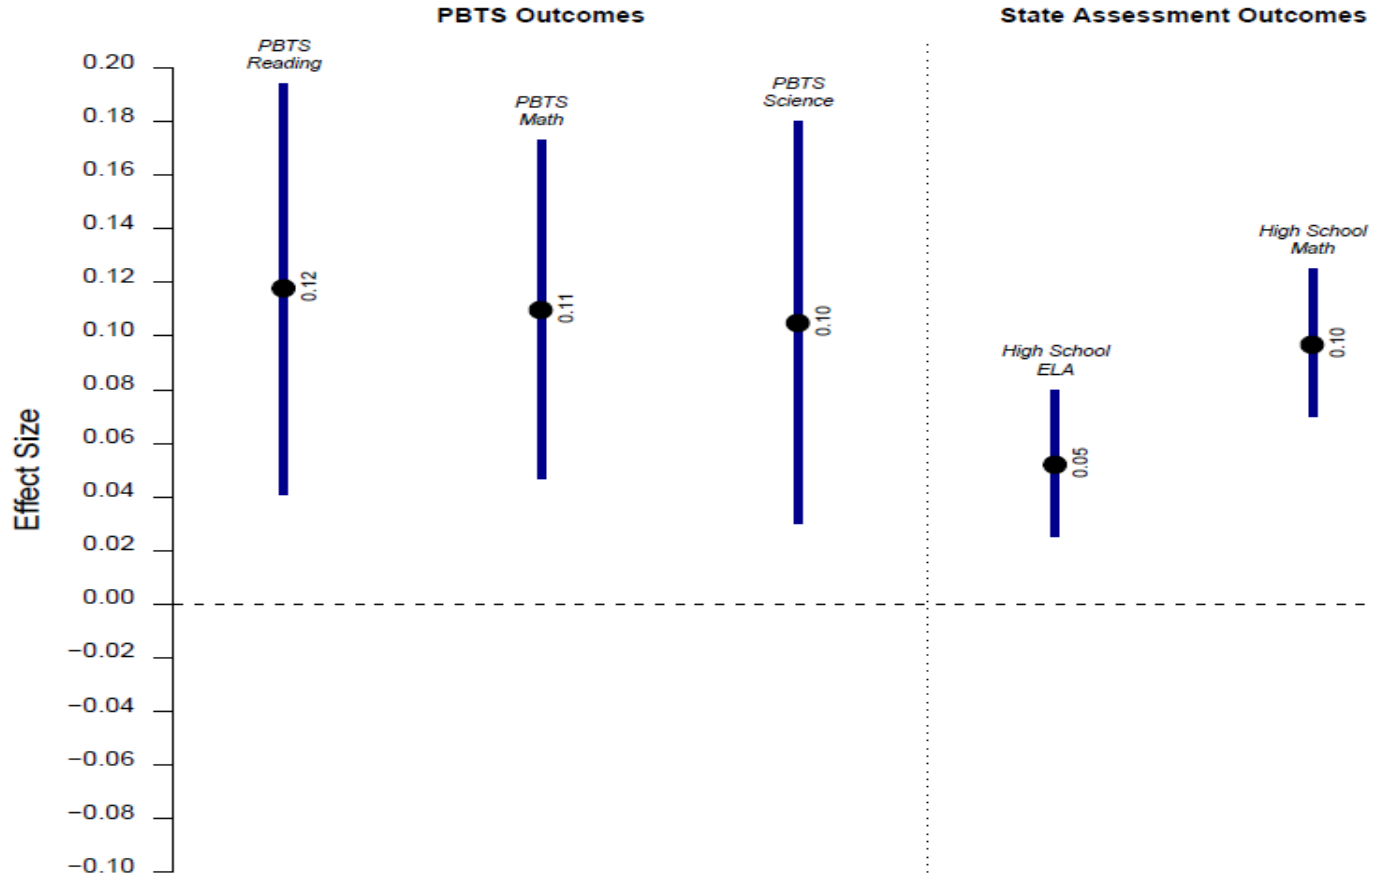 PBTS Outcomes
State Assessment Outcomes
PBTS
Reading
PBTS
Math
PBTS
Science
High School
ELA
High School
Math
0.20
0.18
0.16
0.14
0.12
0.10
0.08
0.06
0.04
0.02
0.00
−0.02
−0.04
−0.06
−0.08
−0.10
Effect Size
0.12
0.11
0.10
0.05
0.10